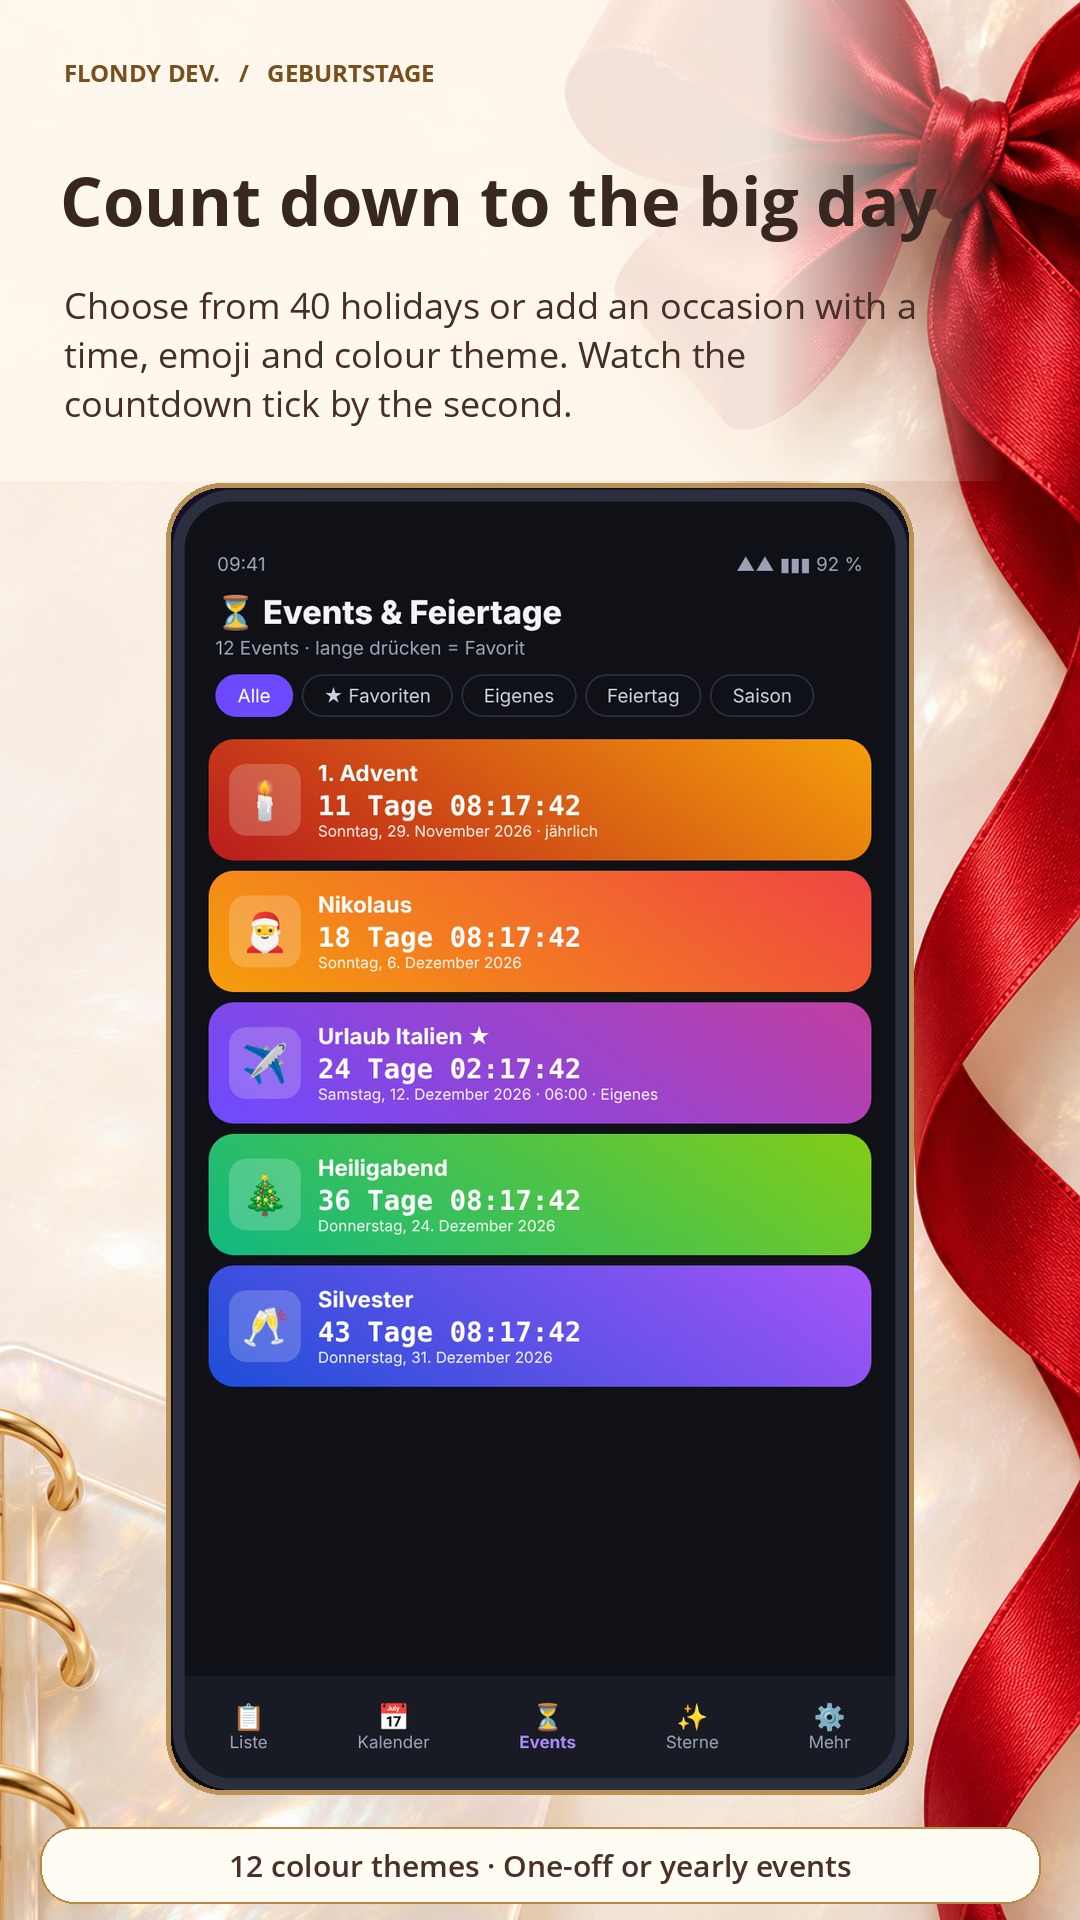 FLONDY DEV. / GEBURTSTAGE
Count down to the big day
Choose from 40 holidays or add an occasion with a
time, emoji and colour theme. Watch the
countdown tick by the second.
09:41
92 %
Events & Feiertage
12 Events · lange drücken = Favorit
Alle
★ Favoriten
Eigenes
Feiertag
Saison
1. Advent
11 Tage 08:17:42
Sonntag, 29. November 2026 · jährlich
Nikolaus
18 Tage 08:17:42
Sonntag, 6. Dezember 2026
Urlaub Italien ★
24 Tage 02:17:42
Samstag, 12. Dezember 2026 · 06:00 · Eigenes
Heiligabend
36 Tage 08:17:42
Donnerstag, 24. Dezember 2026
Silvester
43 Tage 08:17:42
Donnerstag, 31. Dezember 2026
July
17
Liste
Kalender
Events
Sterne
Mehr
12 colour themes · One-off or yearly events